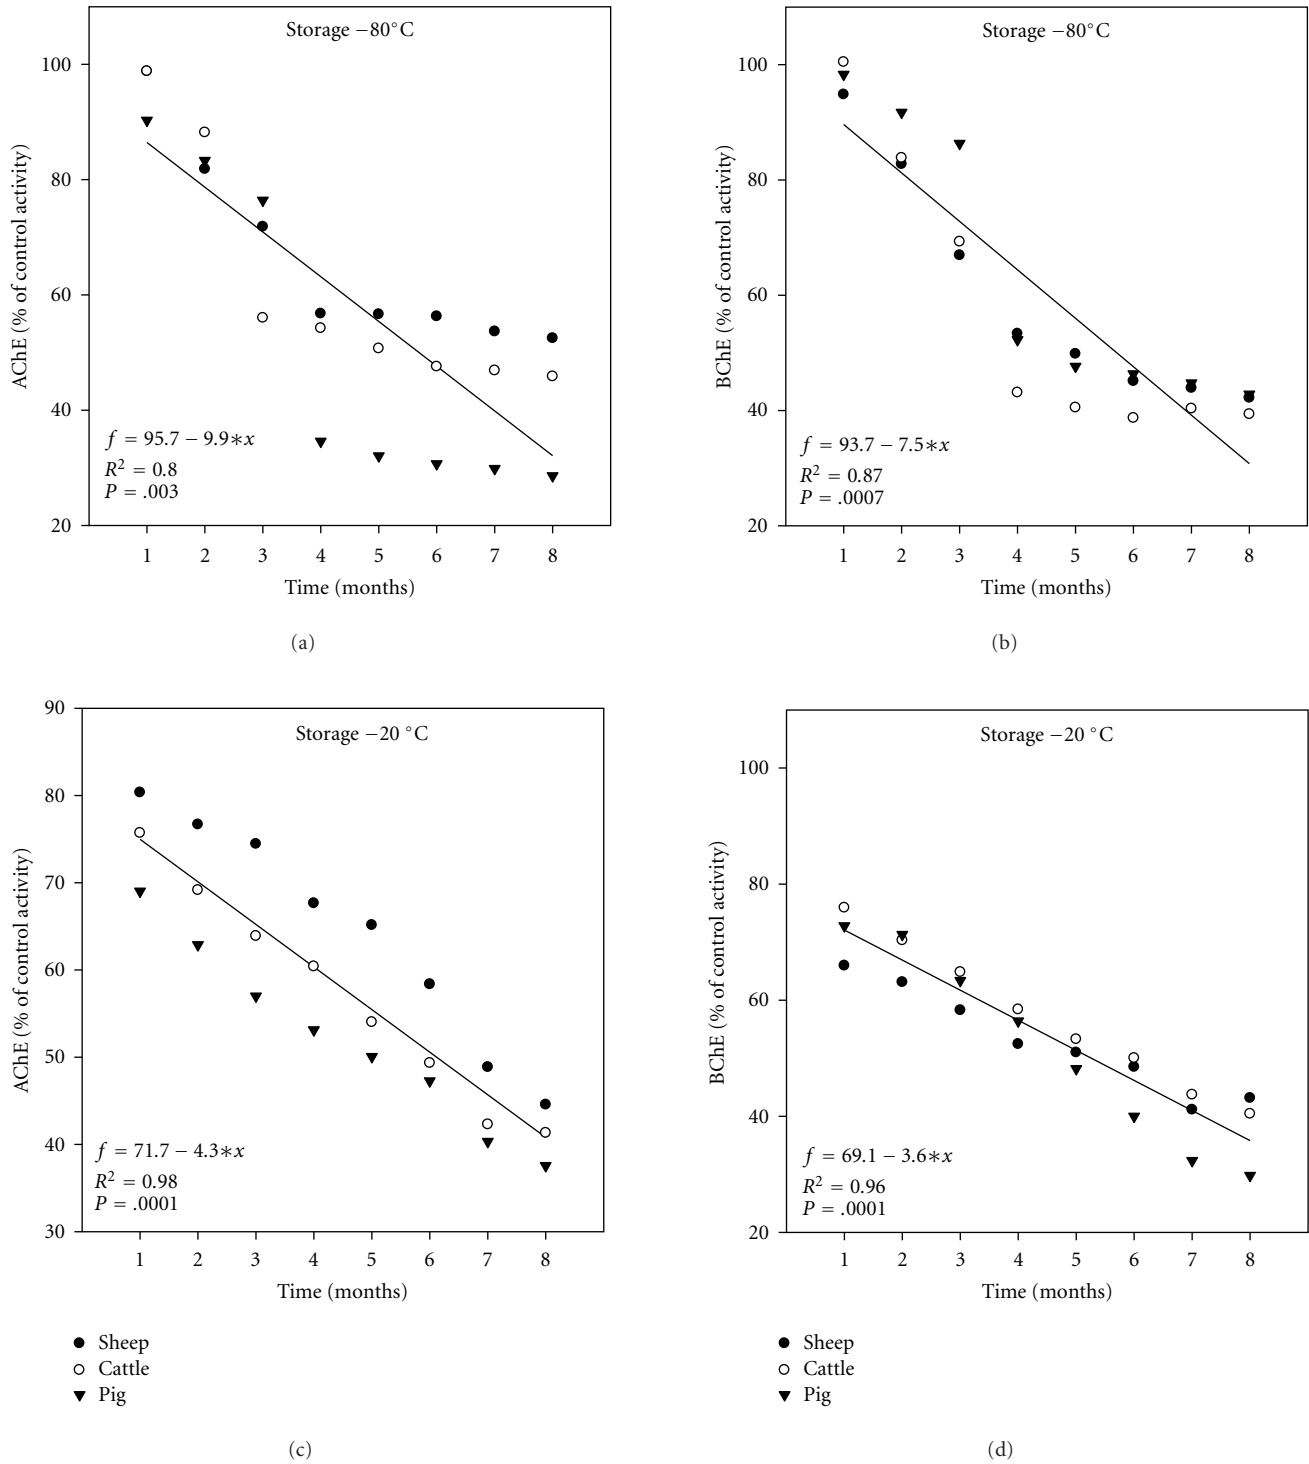 Storage −80°C
100
80
60
40
20
AChE (% of control activity)
f = 95.7 − 9.9∗x
R² = 0.8
P = .003
1 2 3 4 5 6 7 8
Time (months)
(a)
Storage −80°C
100
80
60
40
20
BChE (% of control activity)
f = 93.7 − 7.5∗x
R² = 0.87
P = .0007
1 2 3 4 5 6 7 8
Time (months)
(b)
Storage −20 °C
90
80
70
60
50
40
30
AChE (% of control activity)
f = 71.7 − 4.3∗x
R² = 0.98
P = .0001
1 2 3 4 5 6 7 8
Time (months)
Sheep
Cattle
Pig
(c)
Storage −20 °C
100
80
60
40
20
BChE (% of control activity)
f = 69.1 − 3.6∗x
R² = 0.96
P = .0001
1 2 3 4 5 6 7 8
Time (months)
Sheep
Cattle
Pig
(d)